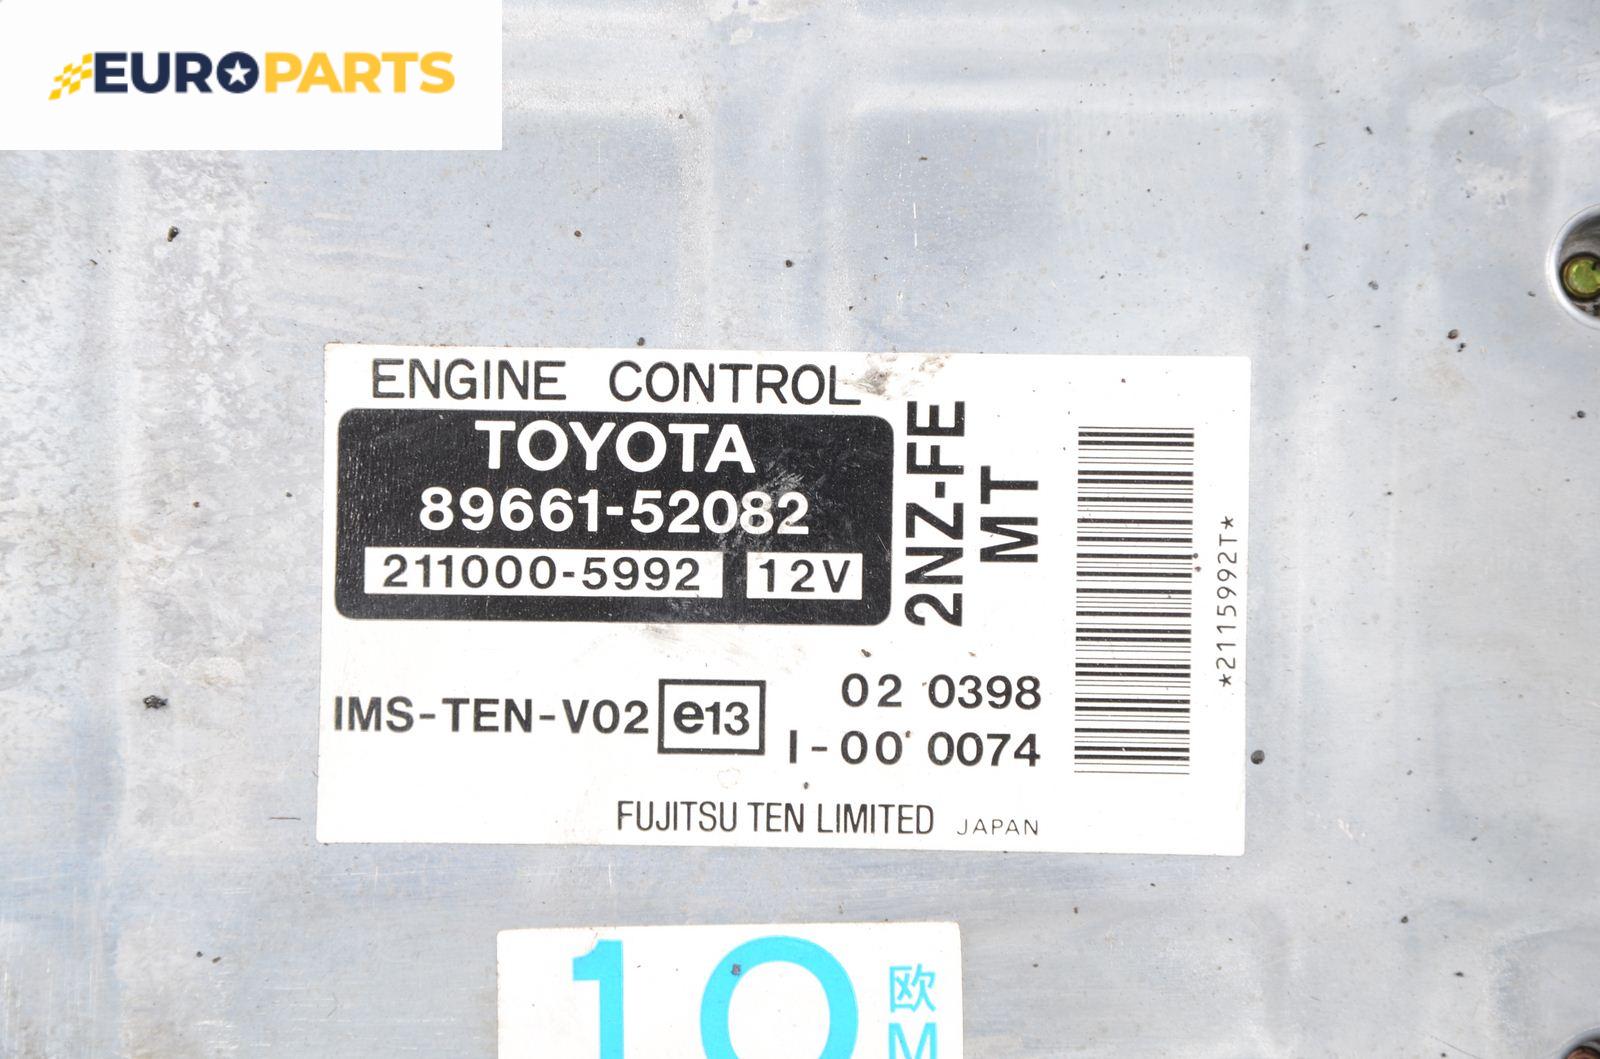 EUROPARTS
ENGINE CONTROL
TOYOTA
89661-52082
211000-5992 12V
2NZ-FE
MT
*2115992T*
IMS-TEN-V02 e13
02 0398
I-00 0074
FUJITSU TEN LIMITED JAPAN
10
欧
M